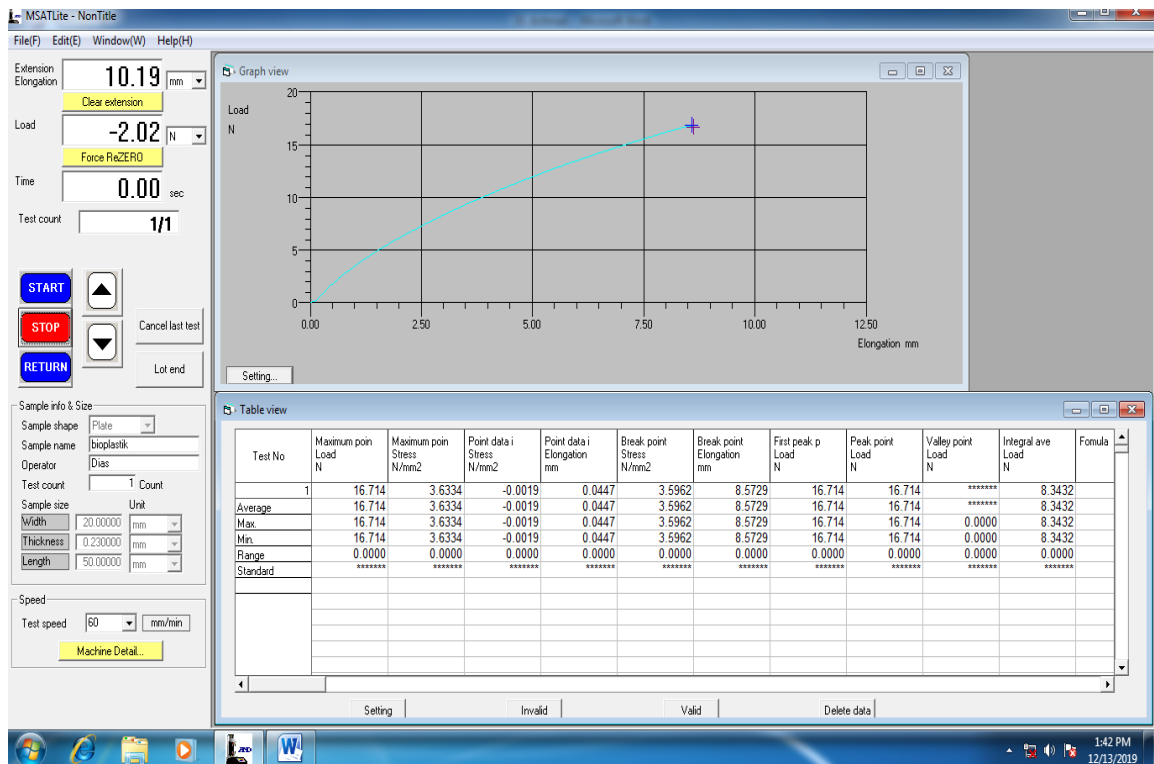 MSATLite - NonTitle
File(F) Edit(E) Window(W) Help(H)
Extension
Elongation
10.19 mm
Clear extension
Load
-2.02 N
Force ReZERO
Time
0.00 sec
Test count
1/1
START
STOP
RETURN
Cancel last test
Lot end
Sample info & Size
Sample shape Plate
Sample name bioplastik
Operator Dias
Test count 1 Count
Sample size Unit
Width 20.00000 mm
Thickness 0.230000 mm
Length 50.00000 mm
Speed
Test speed 60 mm/min
Machine Detail...
Graph view
Load
N
20
15
10
5
0
0.00 2.50 5.00 7.50 10.00 12.50
Elongation mm
Setting...
Table view
Test No
Maximum poin Maximum poin Point data i Point data i Break point Break point First peak p Peak point Valley point Integral ave Fomula
Load Stress Stress Elongation Stress Elongation Load Load Load Load
N N/mm2 N/mm2 mm N/mm2 mm N N N N
1 16.714 3.6334 -0.0019 0.0447 3.5962 8.5729 16.714 16.714 ******* 8.3432
Average 16.714 3.6334 -0.0019 0.0447 3.5962 8.5729 16.714 16.714 ******* 8.3432
Max. 16.714 3.6334 -0.0019 0.0447 3.5962 8.5729 16.714 16.714 0.0000 8.3432
Min. 16.714 3.6334 -0.0019 0.0447 3.5962 8.5729 16.714 16.714 0.0000 8.3432
Range 0.0000 0.0000 0.0000 0.0000 0.0000 0.0000 0.0000 0.0000 0.0000 0.0000
Standard ******* ******* ******* ******* ******* ******* ******* ******* ******* *******
Setting Invalid Valid Delete data
AND
W
1:42 PM
12/13/2019